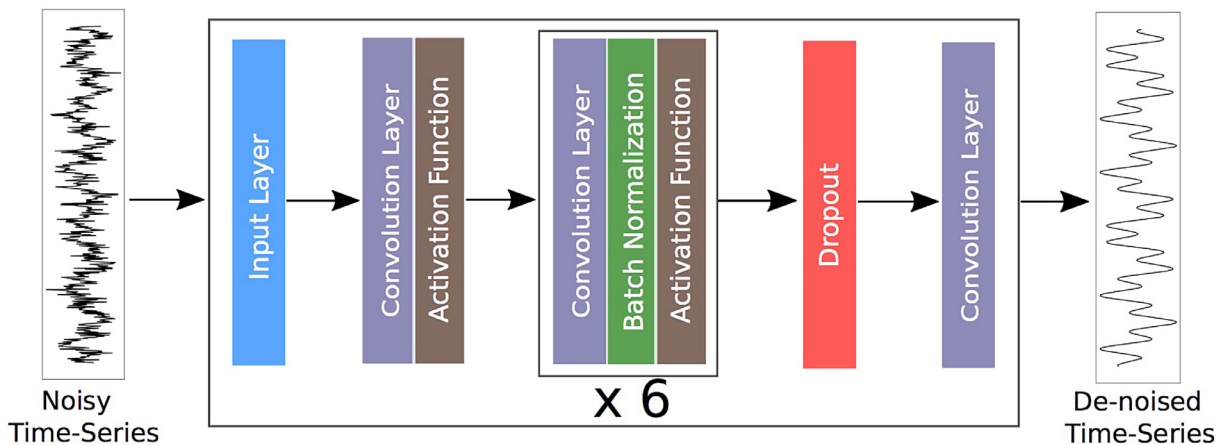 Noisy
Time-Series
Input Layer
Convolution Layer
Activation Function
Convolution Layer
Batch Normalization
Activation Function
x 6
Dropout
Convolution Layer
De-noised
Time-Series